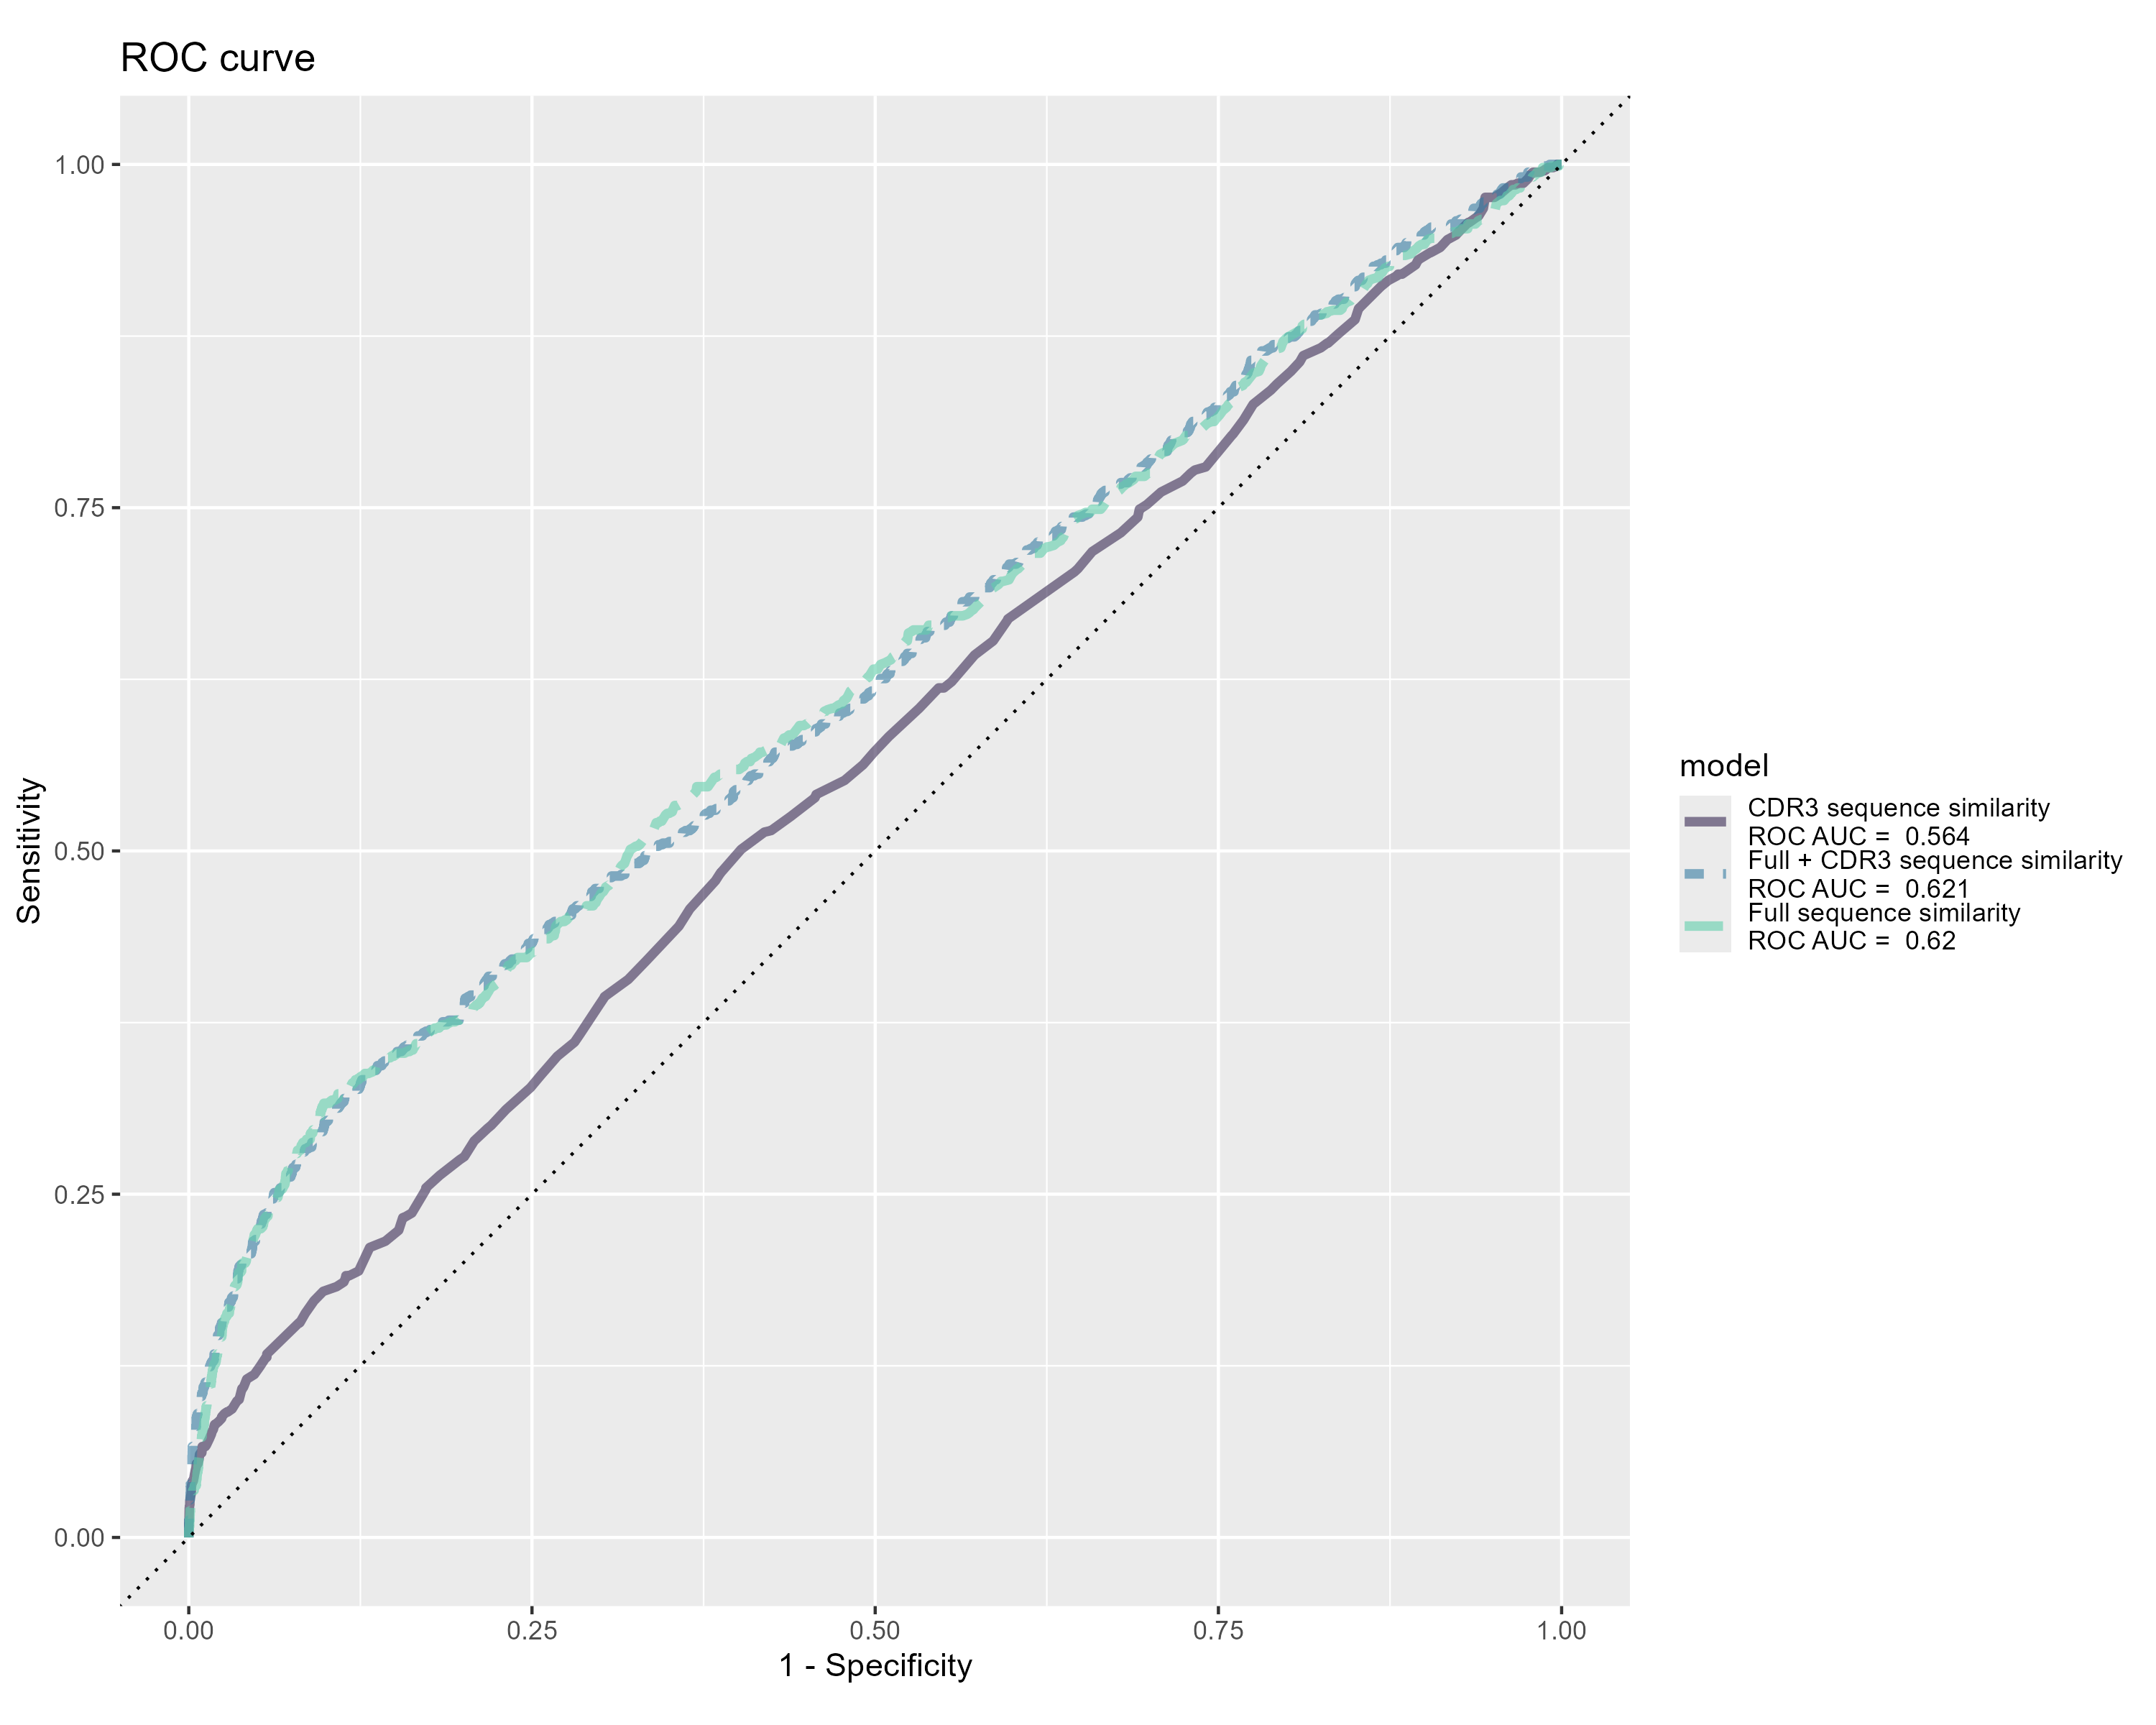 ROC curve
1.00
0.75
0.50
0.25
0.00
Sensitivity
0.00 0.25 0.50 0.75 1.00
1 - Specificity
model
CDR3 sequence similarity
ROC AUC =  0.564
Full + CDR3 sequence similarity
ROC AUC =  0.621
Full sequence similarity
ROC AUC =  0.62